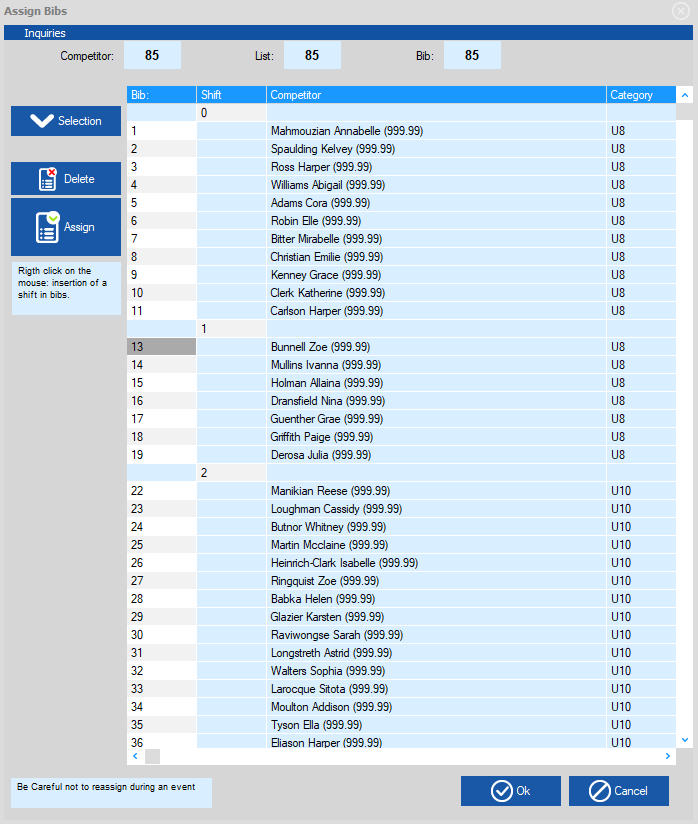 Assign Bibs
Inquiries
Competitor: 85 List: 85 Bib: 85
Bib: Shift Competitor Category
0
1 Mahmouzian Annabelle (999.99) U8
2 Spaulding Kelvey (999.99) U8
3 Ross Harper (999.99) U8
4 Williams Abigail (999.99) U8
5 Adams Cora (999.99) U8
6 Robin Elle (999.99) U8
7 Bitter Mirabelle (999.99) U8
8 Christian Emilie (999.99) U8
9 Kenney Grace (999.99) U8
10 Clerk Katherine (999.99) U8
11 Carlson Harper (999.99) U8
1
13 Bunnell Zoe (999.99) U8
14 Mullins Ivanna (999.99) U8
15 Holman Allaina (999.99) U8
16 Dransfield Nina (999.99) U8
17 Guenther Grae (999.99) U8
18 Griffith Paige (999.99) U8
19 Derosa Julia (999.99) U8
2
22 Manikian Reese (999.99) U10
23 Loughman Cassidy (999.99) U10
24 Butnor Whitney (999.99) U10
25 Martin Mcclaine (999.99) U10
26 Heinrich-Clark Isabelle (999.99) U10
27 Ringquist Zoe (999.99) U10
28 Babka Helen (999.99) U10
29 Glazier Karsten (999.99) U10
30 Raviwongse Sarah (999.99) U10
31 Longstreth Astrid (999.99) U10
32 Walters Sophia (999.99) U10
33 Larocque Sitota (999.99) U10
34 Moulton Addison (999.99) U10
35 Tyson Ella (999.99) U10
36 Eliason Harper (999.99) U10
Selection
Delete
Assign
Rigth click on the
mouse: insertion of a
shift in bibs.
Be Careful not to reassign during an event
Ok
Cancel